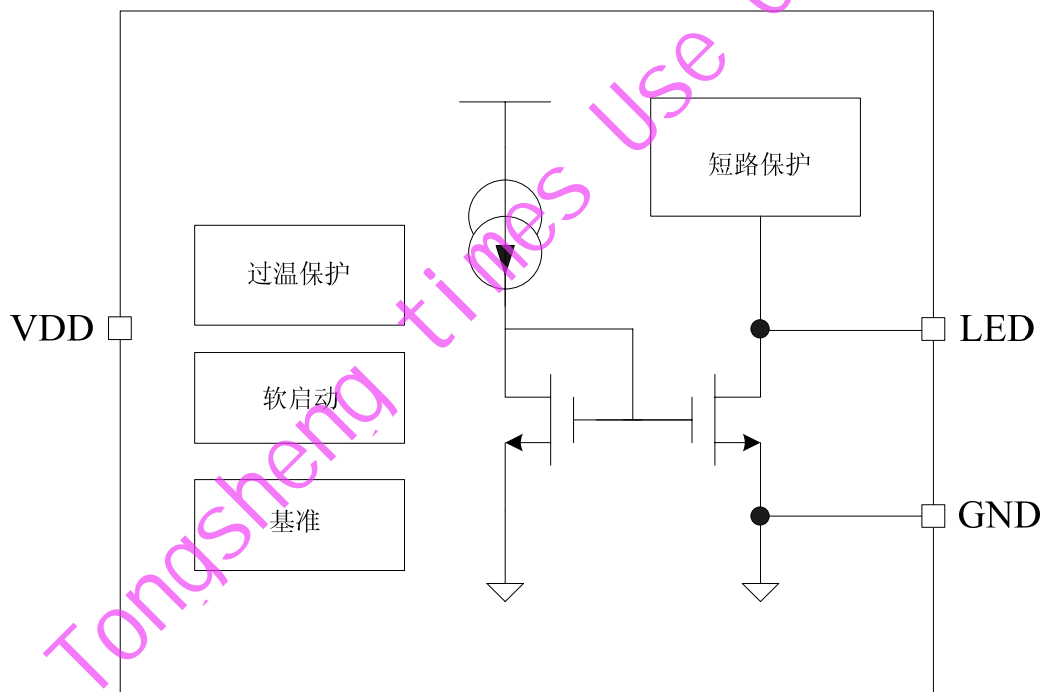 短路保护
过温保护
VDD
LED
软启动
基准
GND
Tongsheng times Use